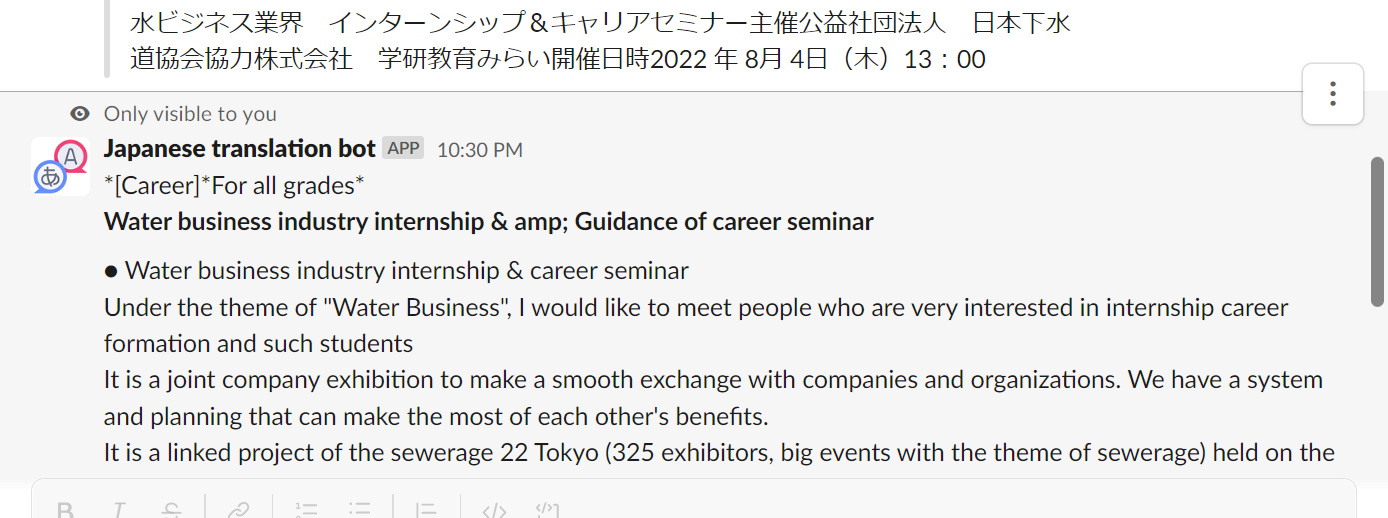 水ビジネス業界　インターンシップ＆キャリアセミナー主催公益社団法人　日本下水
道協会協力株式会社　学研教育みらい開催日時2022 年 8月 4日（木）13：00
Only visible to you
Japanese translation bot APP 10:30 PM
*[Career]*For all grades*
Water business industry internship & amp; Guidance of career seminar
● Water business industry internship & career seminar
Under the theme of "Water Business", I would like to meet people who are very interested in internship career
formation and such students
It is a joint company exhibition to make a smooth exchange with companies and organizations. We have a system
and planning that can make the most of each other's benefits.
It is a linked project of the sewerage 22 Tokyo (325 exhibitors, big events with the theme of sewerage) held on the